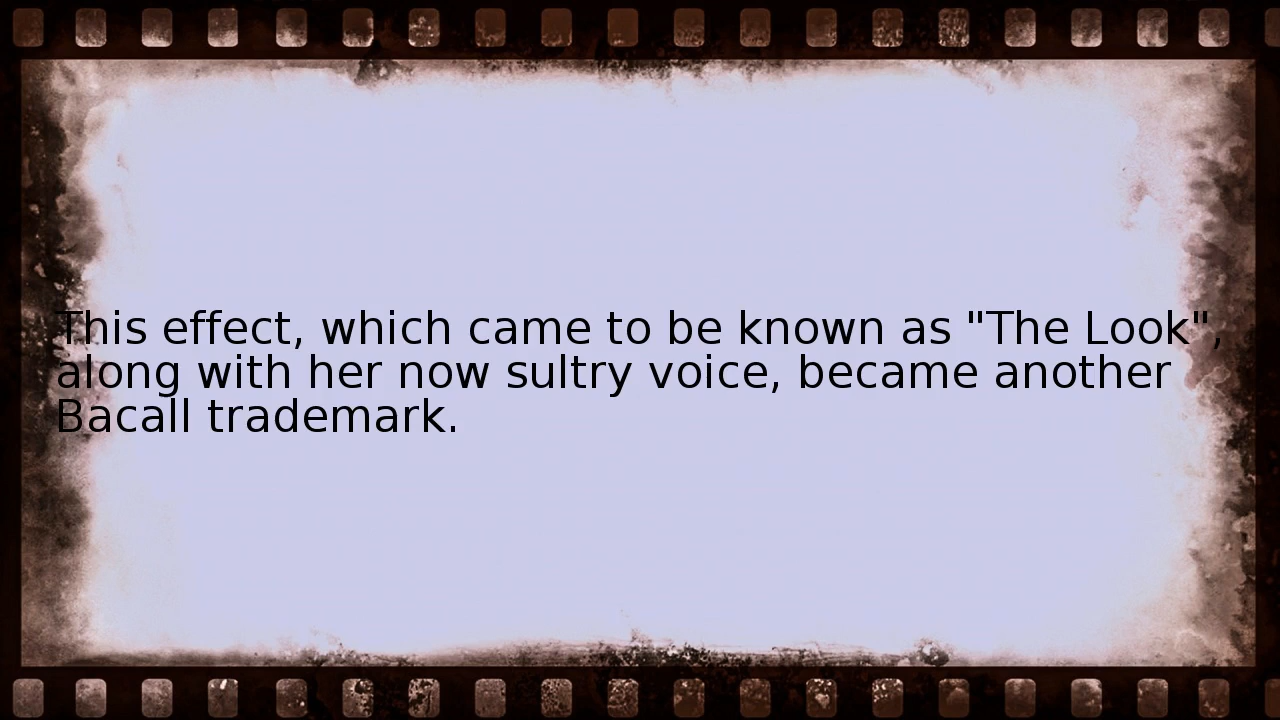 This effect, which came to be known as "The Look",
along with her now sultry voice, became another
Bacall trademark.